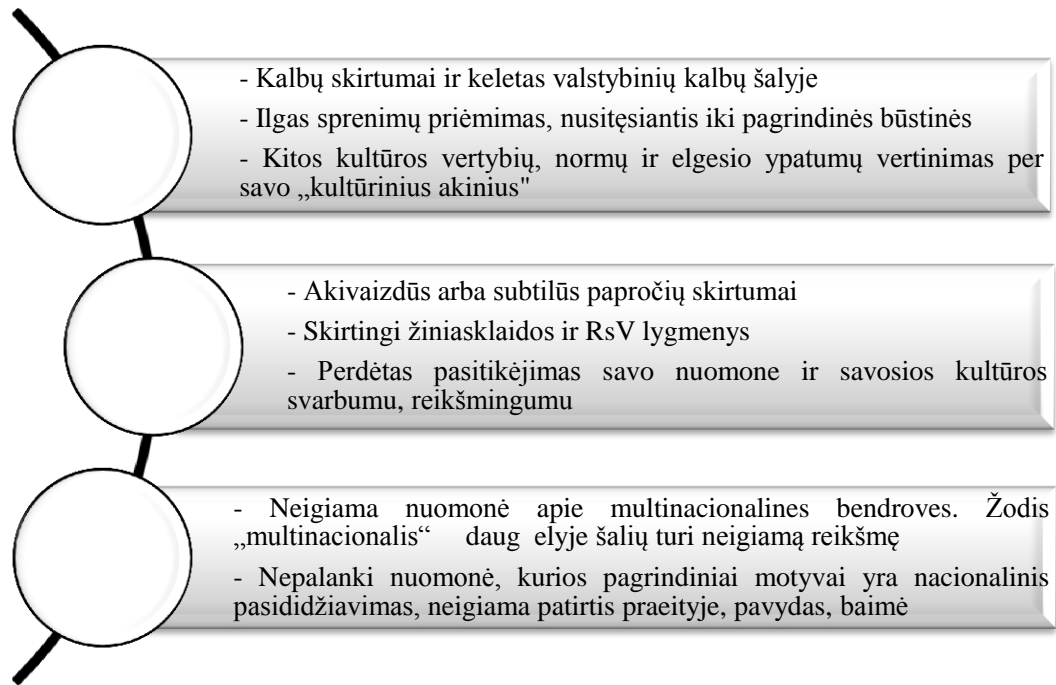 - Kalbų skirtumai ir keletas valstybinių kalbų šalyje
- Ilgas sprenimų priėmimas, nusitęsiantis iki pagrindinės būstinės
- Kitos kultūros vertybių, normų ir elgesio ypatumų vertinimas per
savo „kultūrinius akinius"
- Akivaizdūs arba subtilūs papročių skirtumai
- Skirtingi žiniasklaidos ir RsV lygmenys
- Perdėtas pasitikėjimas savo nuomone ir savosios kultūros
svarbumu, reikšmingumu
- Neigiama nuomonė apie multinacionalines bendroves. Žodis
„multinacionalis“ daug elyje šalių turi neigiamą reikšmę
- Nepalanki nuomonė, kurios pagrindiniai motyvai yra nacionalinis
pasididžiavimas, neigiama patirtis praeityje, pavydas, baimė